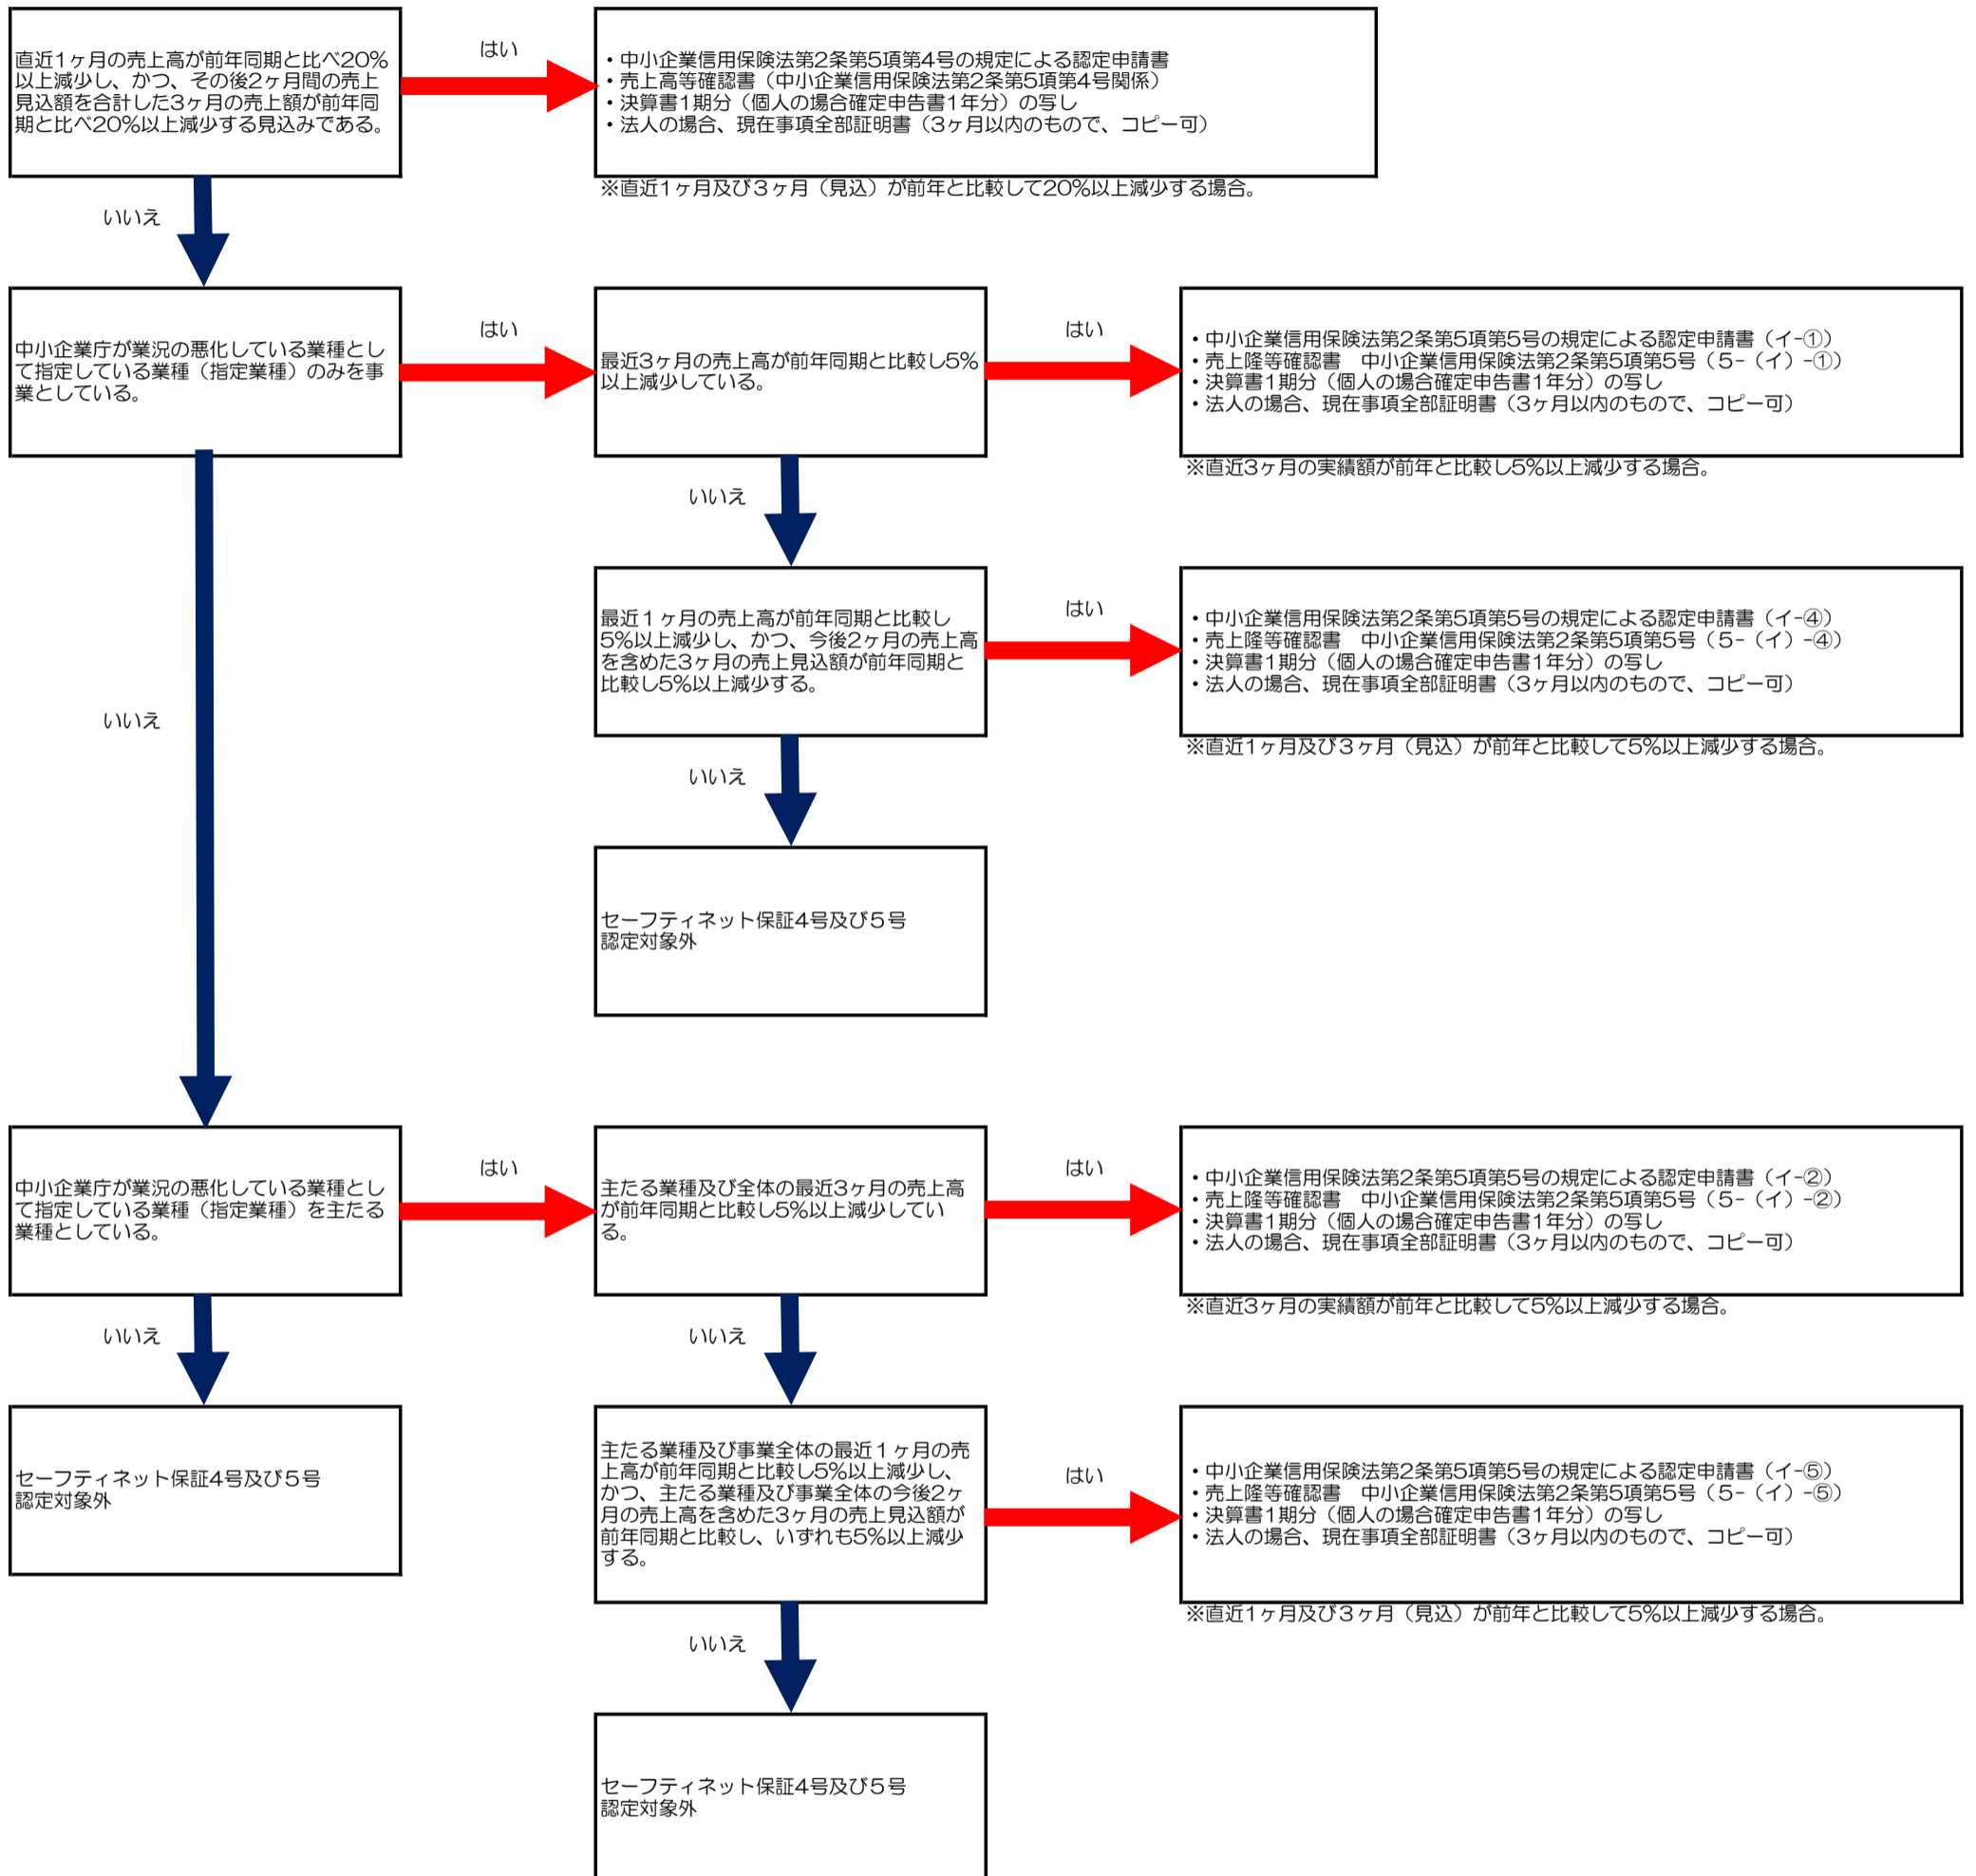 直近1ヶ月の売上高が前年同期と比べ20%
以上減少し、かつ、その後2ヶ月間の売上
見込額を合計した3ヶ月の売上額が前年同
期と比べ20%以上減少する見込みである。
はい
・中小企業信用保険法第2条第5項第4号の規定による認定申請書
・売上高等確認書（中小企業信用保険法第2条第5項第4号関係）
・決算書1期分（個人の場合確定申告書1年分）の写し
・法人の場合、現在事項全部証明書（3ヶ月以内のもので、コピー可）
※直近1ヶ月及び３ヶ月（見込）が前年と比較して20%以上減少する場合。
いいえ
中小企業庁が業況の悪化している業種とし
て指定している業種（指定業種）のみを事
業としている。
はい
最近3ヶ月の売上高が前年同期と比較し5%
以上減少している。
はい
・中小企業信用保険法第2条第5項第5号の規定による認定申請書（イ-①）
・売上隆等確認書　中小企業信用保険法第2条第5項第5号（５-（イ）-①）
・決算書1期分（個人の場合確定申告書1年分）の写し
・法人の場合、現在事項全部証明書（3ヶ月以内のもので、コピー可）
※直近3ヶ月の実績額が前年と比較し5%以上減少する場合。
いいえ
最近１ヶ月の売上高が前年同期と比較し
5%以上減少し、かつ、今後2ヶ月の売上高
を含めた3ヶ月の売上見込額が前年同期と
比較し5%以上減少する。
はい
・中小企業信用保険法第2条第5項第5号の規定による認定申請書（イ-④）
・売上隆等確認書　中小企業信用保険法第2条第5項第5号（５-（イ）-④）
・決算書1期分（個人の場合確定申告書1年分）の写し
・法人の場合、現在事項全部証明書（3ヶ月以内のもので、コピー可）
※直近1ヶ月及び３ヶ月（見込）が前年と比較して5%以上減少する場合。
いいえ
いいえ
セーフティネット保証4号及び５号
認定対象外
中小企業庁が業況の悪化している業種とし
て指定している業種（指定業種）を主たる
業種としている。
はい
主たる業種及び全体の最近3ヶ月の売上高
が前年同期と比較し5%以上減少してい
る。
はい
・中小企業信用保険法第2条第5項第5号の規定による認定申請書（イ-②）
・売上隆等確認書　中小企業信用保険法第2条第5項第5号（５-（イ）-②）
・決算書1期分（個人の場合確定申告書1年分）の写し
・法人の場合、現在事項全部証明書（3ヶ月以内のもので、コピー可）
※直近3ヶ月の実績額が前年と比較して5%以上減少する場合。
いいえ
いいえ
セーフティネット保証4号及び５号
認定対象外
主たる業種及び事業全体の最近１ヶ月の売
上高が前年同期と比較し5%以上減少し、
かつ、主たる業種及び事業全体の今後2ヶ
月の売上高を含めた3ヶ月の売上見込額が
前年同期と比較し、いずれも5%以上減少
する。
はい
・中小企業信用保険法第2条第5項第5号の規定による認定申請書（イ-⑤）
・売上隆等確認書　中小企業信用保険法第2条第5項第5号（５-（イ）-⑤）
・決算書1期分（個人の場合確定申告書1年分）の写し
・法人の場合、現在事項全部証明書（3ヶ月以内のもので、コピー可）
※直近1ヶ月及び３ヶ月（見込）が前年と比較して5%以上減少する場合。
いいえ
セーフティネット保証4号及び５号
認定対象外